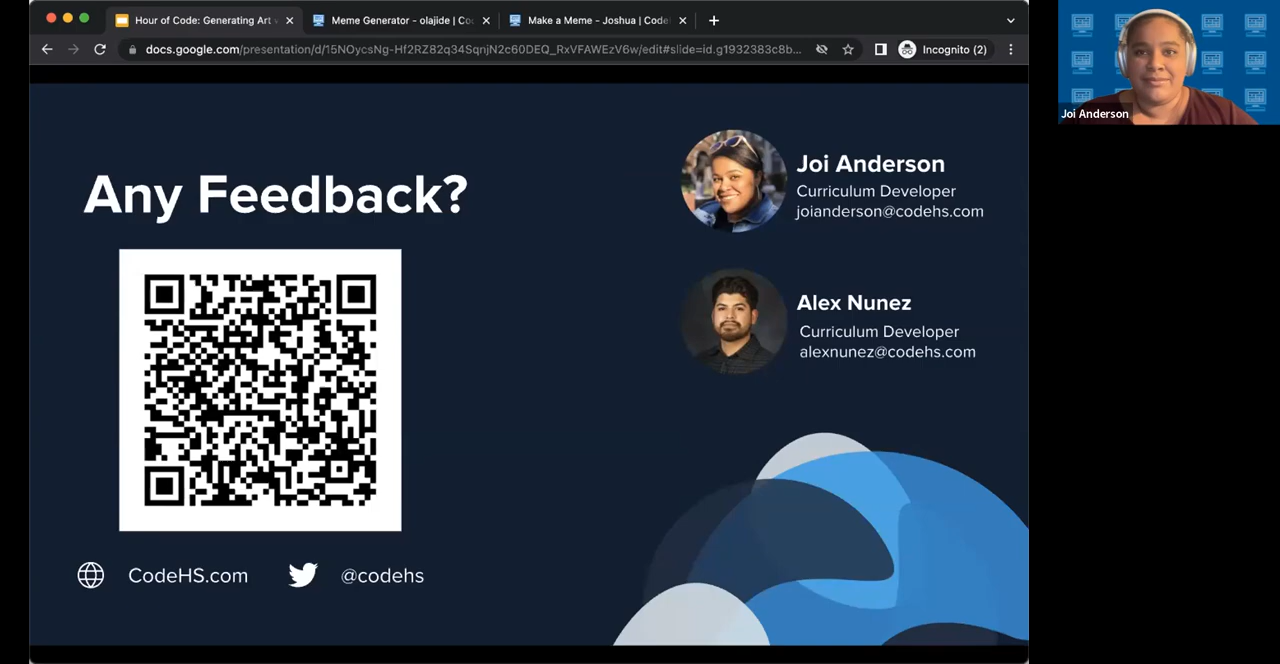 Hour of Code: Generating Art
Meme Generator - olajide | Co
Make a Meme - Joshua | Code
docs.google.com/presentation/d/15NOycsNg-Hf2RZ82q34SqnjN2c60DEQ_RxVFAWEzV6w/edit#slide=id.g1932383c8b...
Incognito (2)
Joi Anderson
Any Feedback?
Joi Anderson
Curriculum Developer
joianderson@codehs.com
Alex Nunez
Curriculum Developer
alexnunez@codehs.com
CodeHS.com
@codehs